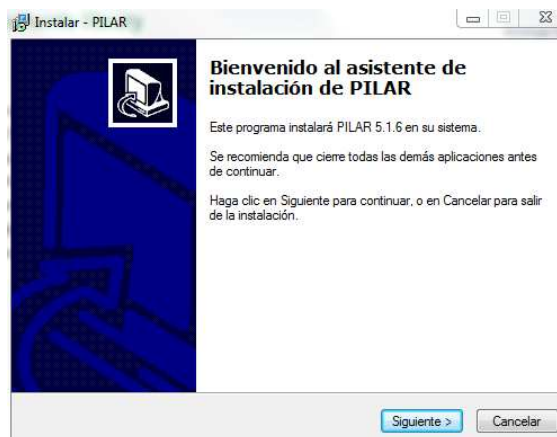 Instalar - PILAR
Bienvenido al asistente de
instalación de PILAR
Este programa instalará PILAR 5.1.6 en su sistema.
Se recomienda que cierre todas las demás aplicaciones antes
de continuar.
Haga clic en Siguiente para continuar, o en Cancelar para salir
de la instalación.
Siguiente >
Cancelar